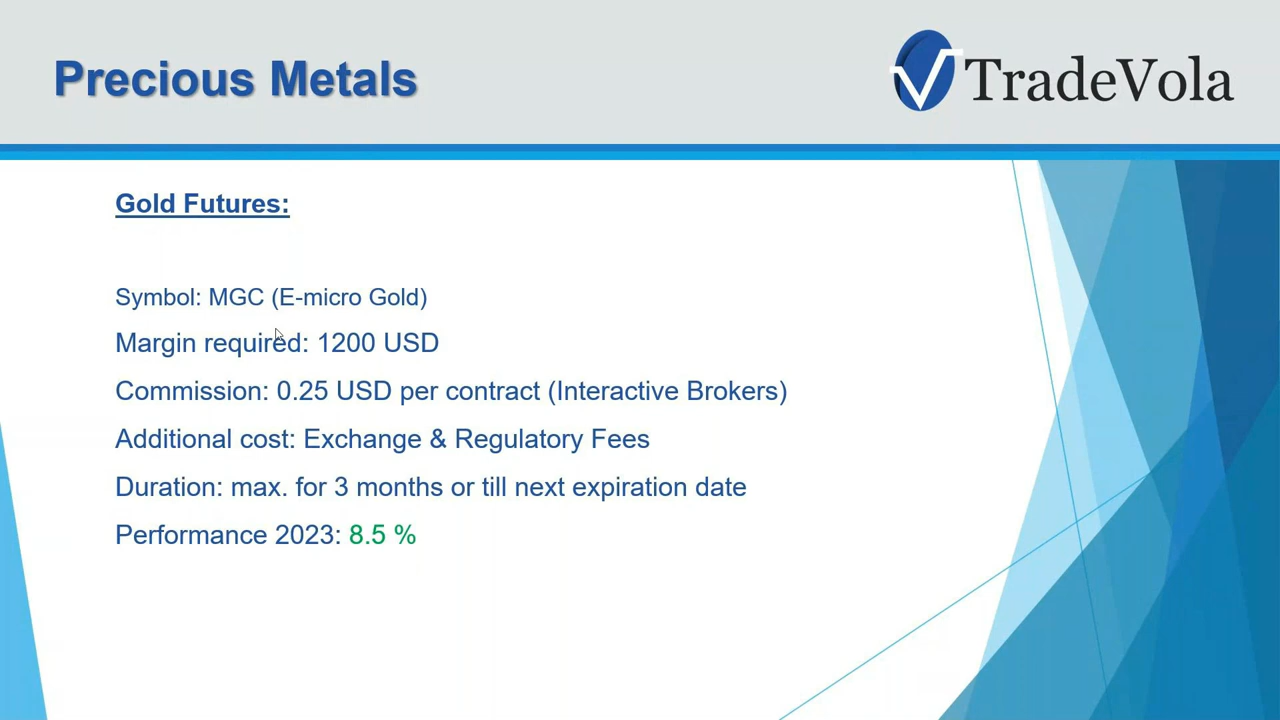 Precious Metals
TradeVola
Gold Futures:
Symbol: MGC (E-micro Gold)
Margin required: 1200 USD
Commission: 0.25 USD per contract (Interactive Brokers)
Additional cost: Exchange & Regulatory Fees
Duration: max. for 3 months or till next expiration date
Performance 2023: 8.5 %